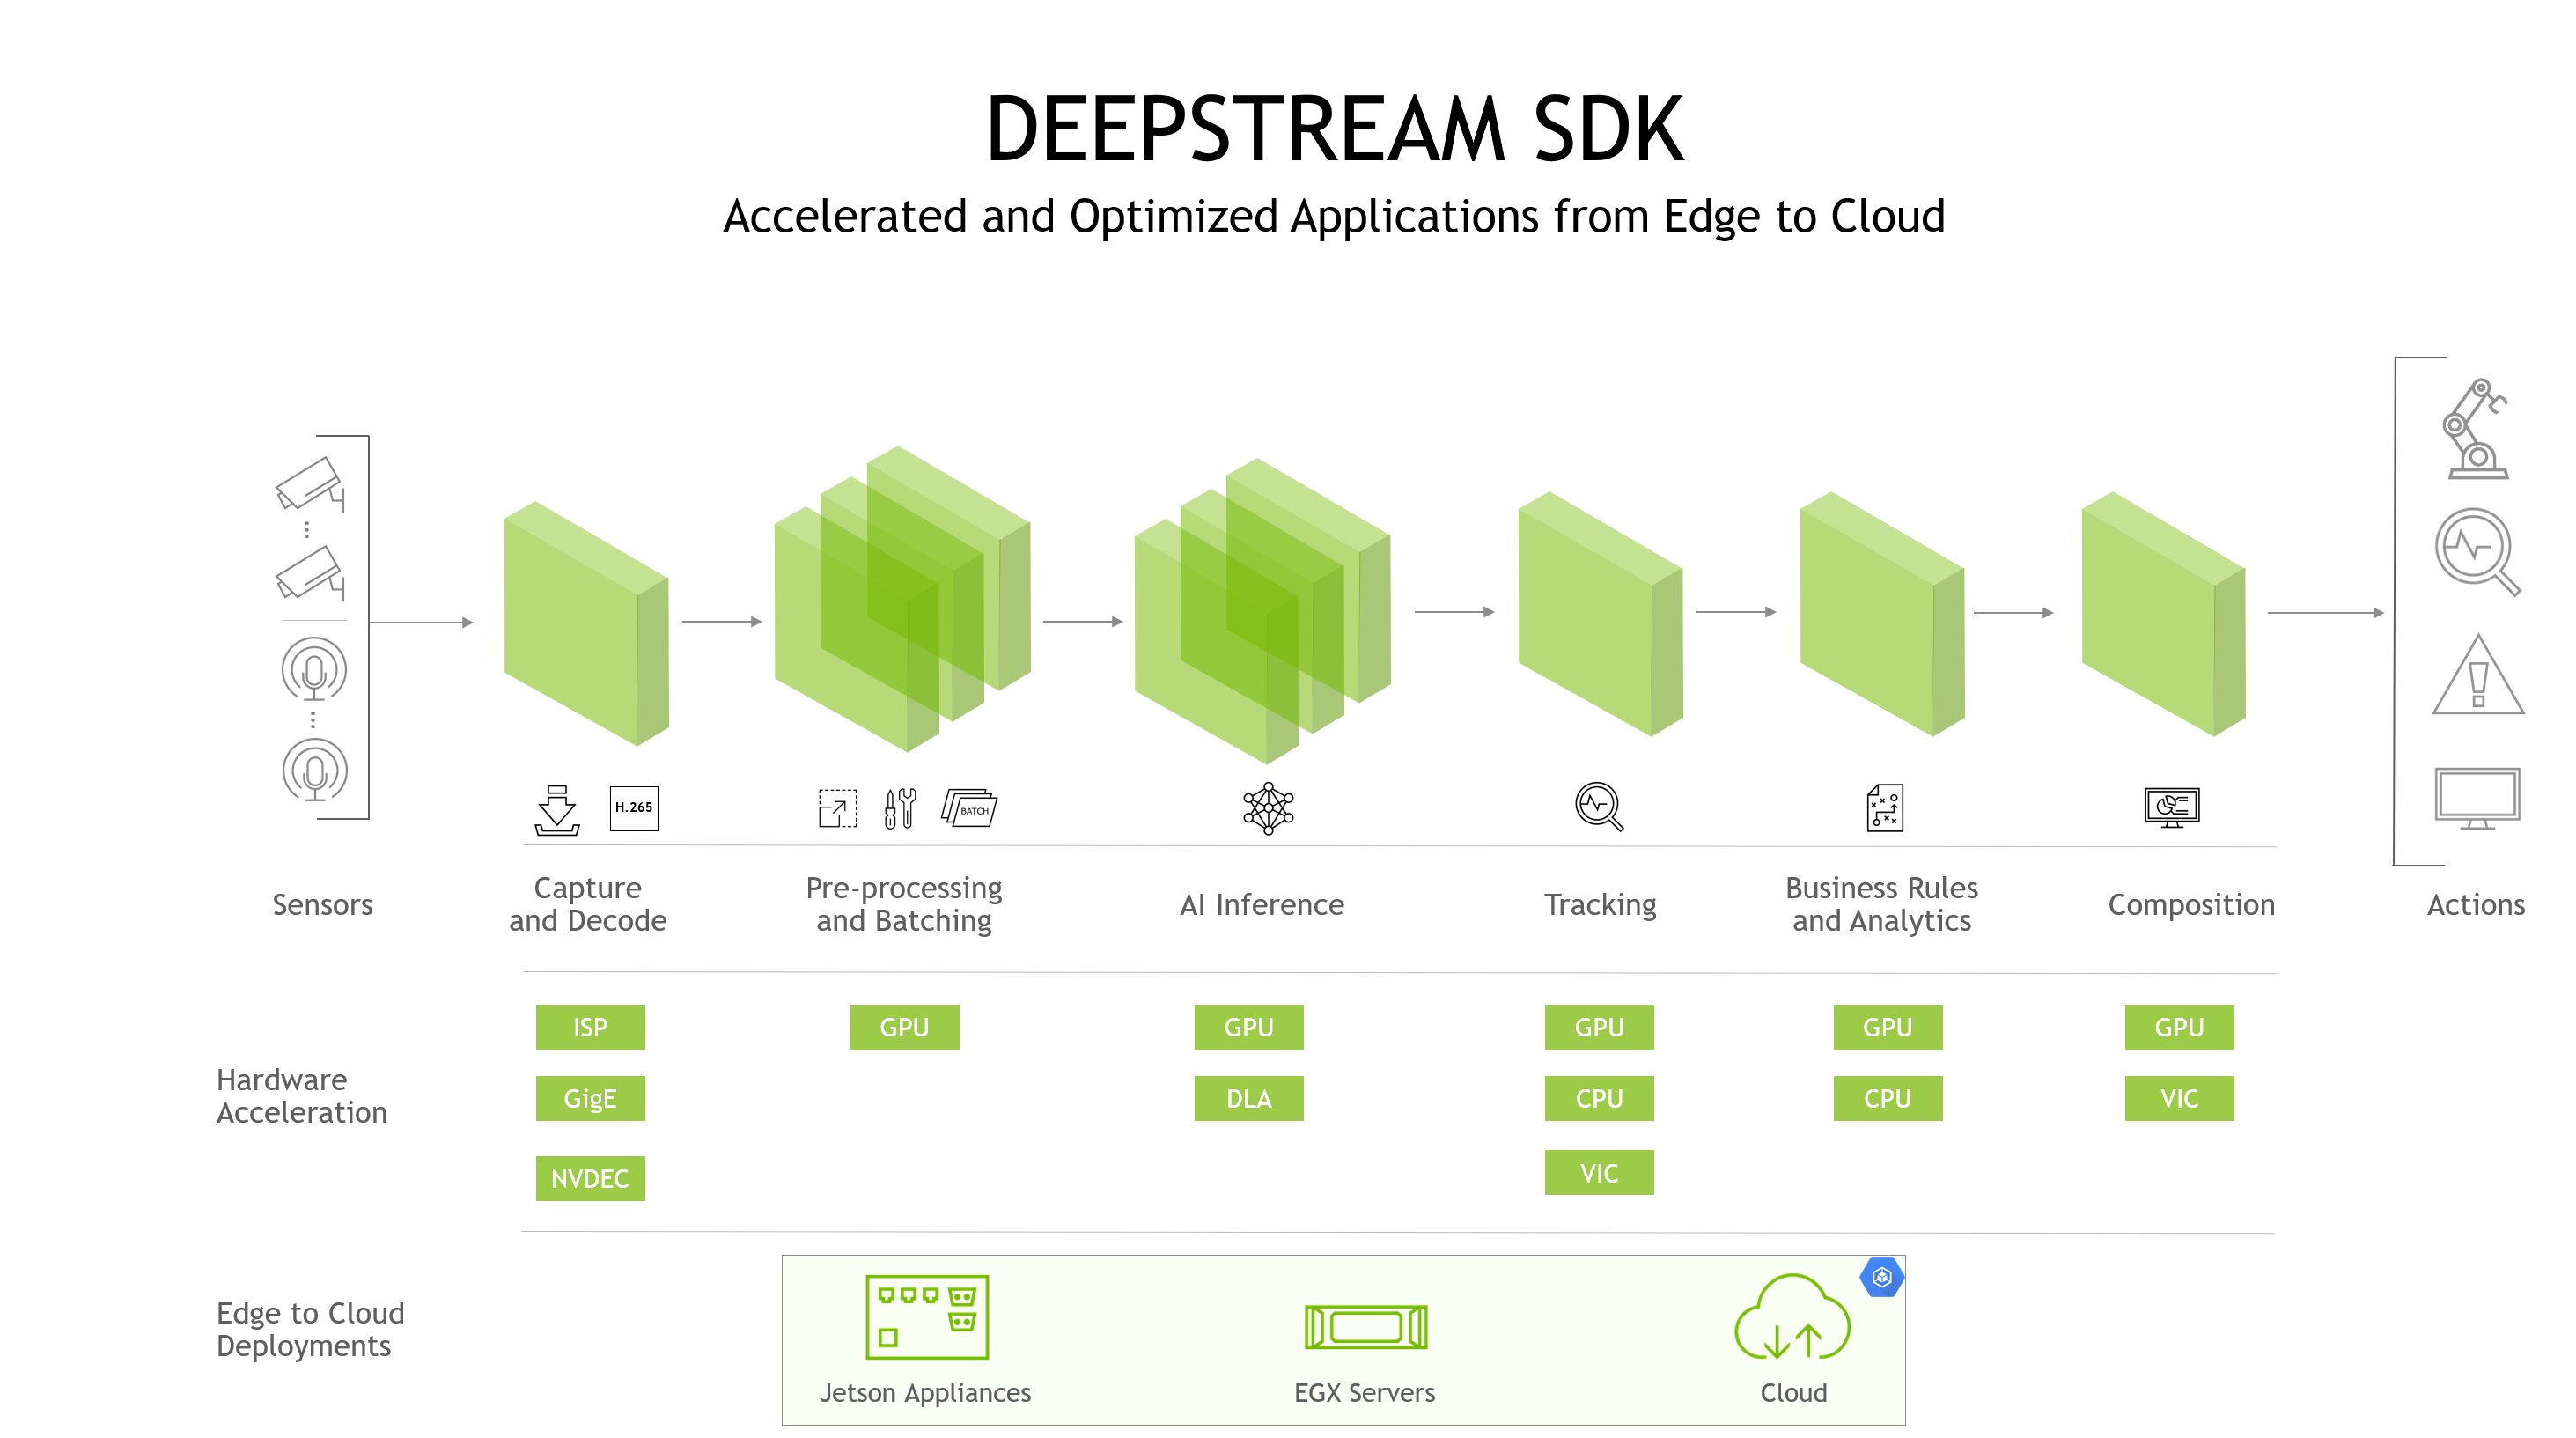 DEEPSTREAM SDK
Accelerated and Optimized Applications from Edge to Cloud
H.265
BATCH
Sensors
Capture
and Decode
Pre-processing
and Batching
AI Inference
Tracking
Business Rules
and Analytics
Composition
Actions
Hardware
Acceleration
ISP
GPU
GPU
GPU
GPU
GPU
GigE
DLA
CPU
CPU
VIC
NVDEC
VIC
Edge to Cloud
Deployments
Jetson Appliances
EGX Servers
Cloud